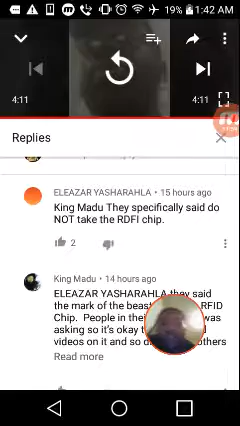 19% 1:42 AM
4:11 4:11
Replies
ELEAZAR YASHARAHLA • 15 hours ago
King Madu They specifically said do
NOT take the RDFI chip.
2
King Madu • 14 hours ago
ELEAZAR YASHARAHLA they said
the mark of the beast RFID
Chip. People in their was
asking so it's okay
videos on it and so others
Read more